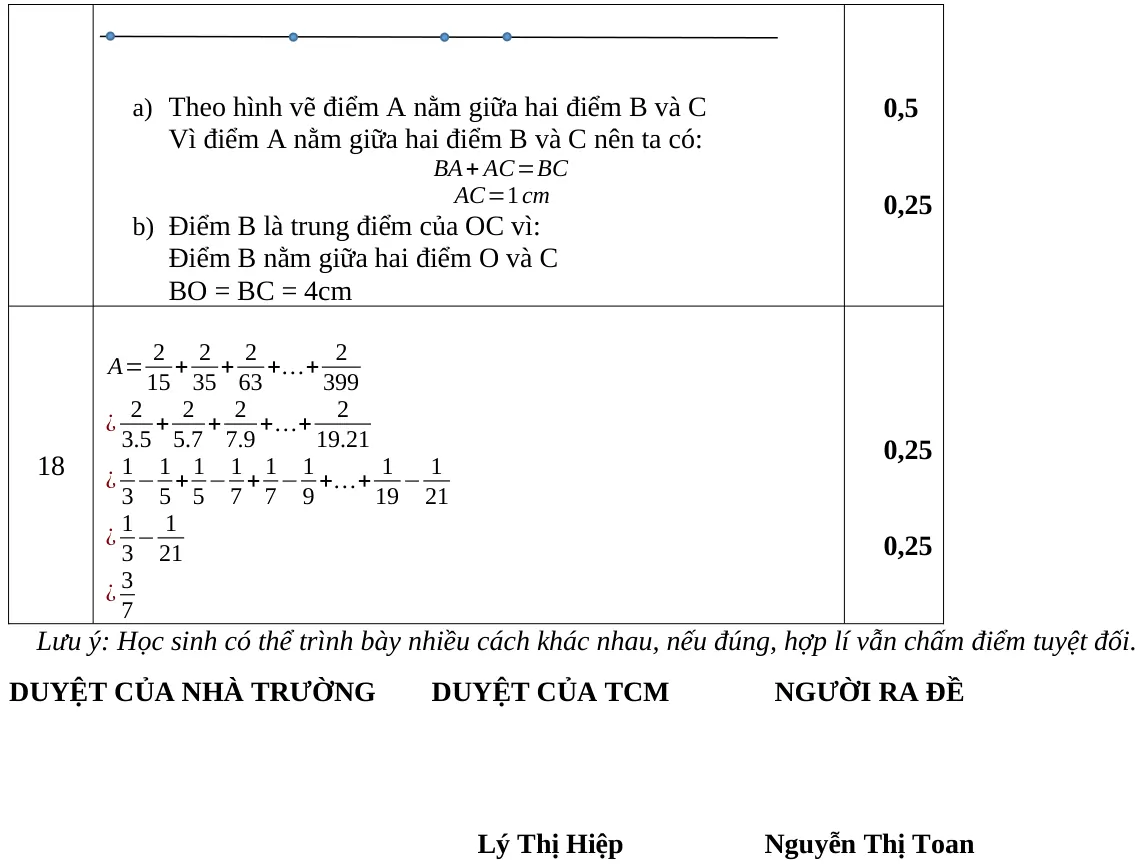 a) Theo hình vẽ điểm A nằm giữa hai điểm B và C
0,5
Vì điểm A nằm giữa hai điểm B và C nên ta có:
BA + AC = BC
AC = 1 cm
0,25
b) Điểm B là trung điểm của OC vì:
Điểm B nằm giữa hai điểm O và C
BO = BC = 4cm
18
A = 2/15 + 2/35 + 2/63 + … + 2/399
¿ 2/3.5 + 2/5.7 + 2/7.9 + … + 2/19.21
0,25
¿ 1/3 − 1/5 + 1/5 − 1/7 + 1/7 − 1/9 + … + 1/19 − 1/21
¿ 1/3 − 1/21
0,25
¿ 3/7
Lưu ý: Học sinh có thể trình bày nhiều cách khác nhau, nếu đúng, hợp lí vẫn chấm điểm tuyệt đối.
DUYỆT CỦA NHÀ TRƯỜNG DUYỆT CỦA TCM NGƯỜI RA ĐỀ
Lý Thị Hiệp Nguyễn Thị Toan